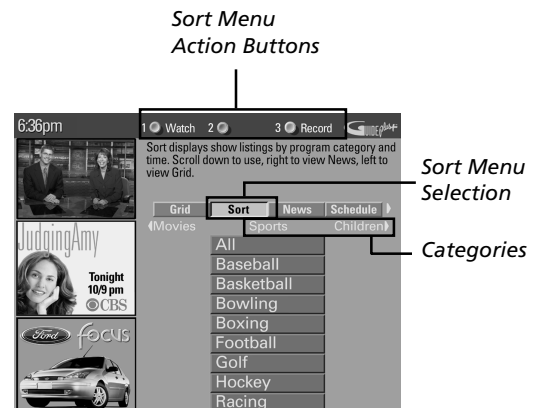 Sort Menu
Action Buttons
6:36pm
1 Watch 2 3 Record GUIDE plus+
Sort displays show listings by program category and
time. Scroll down to use, right to view News, left to
view Grid.
Sort Menu
Selection
Grid Sort News Schedule
Movies Sports Children
Categories
JudgingAmy
Tonight
10/9 pm
CBS
Ford focus
All
Baseball
Basketball
Bowling
Boxing
Football
Golf
Hockey
Racing